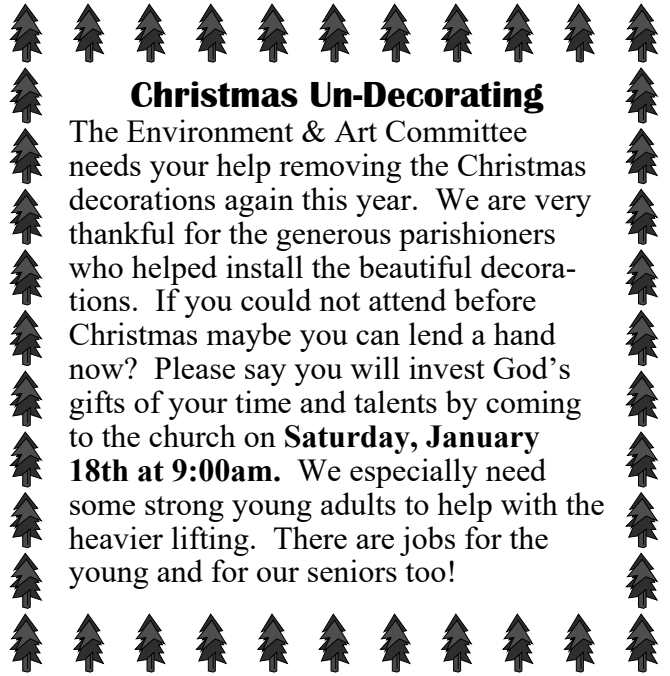 Christmas Un-Decorating
The Environment & Art Committee
needs your help removing the Christmas
decorations again this year.  We are very
thankful for the generous parishioners
who helped install the beautiful decora-
tions.  If you could not attend before
Christmas maybe you can lend a hand
now?  Please say you will invest God’s
gifts of your time and talents by coming
to the church on Saturday, January
18th at 9:00am.  We especially need
some strong young adults to help with the
heavier lifting.  There are jobs for the
young and for our seniors too!